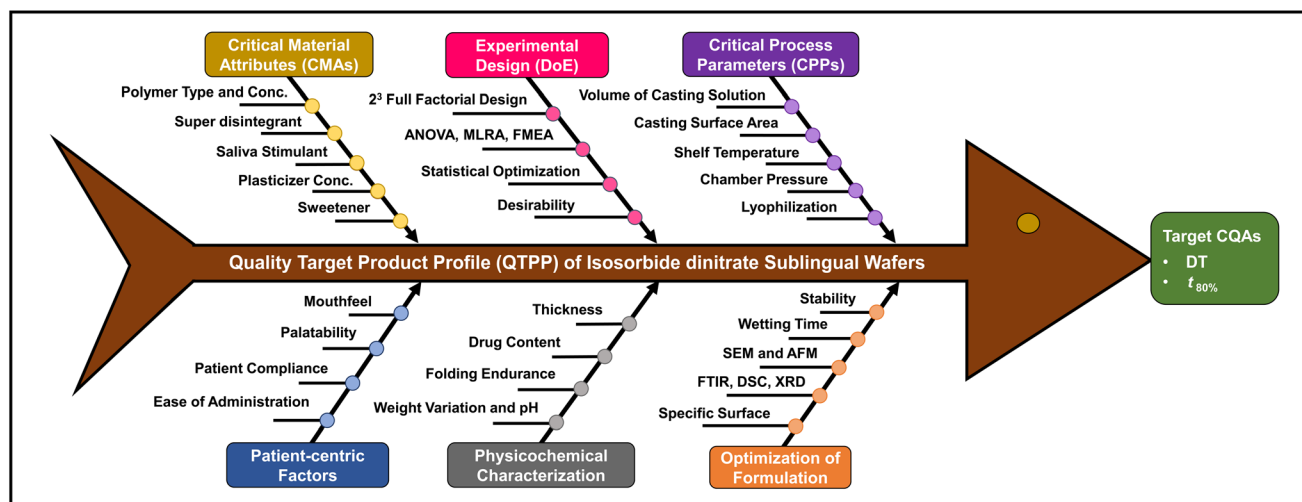 Critical Material
Attributes (CMAs)
Polymer Type and Conc.
Super disintegrant
Saliva Stimulant
Plasticizer Conc.
Sweetener
Experimental
Design (DoE)
2³ Full Factorial Design
ANOVA, MLRA, FMEA
Statistical Optimization
Desirability
Critical Process
Parameters (CPPs)
Volume of Casting Solution
Casting Surface Area
Shelf Temperature
Chamber Pressure
Lyophilization
Quality Target Product Profile (QTPP) of Isosorbide dinitrate Sublingual Wafers
Target CQAs
• DT
• t 80%
Mouthfeel
Palatability
Patient Compliance
Ease of Administration
Patient-centric
Factors
Thickness
Drug Content
Folding Endurance
Weight Variation and pH
Physicochemical
Characterization
Stability
Wetting Time
SEM and AFM
FTIR, DSC, XRD
Specific Surface
Optimization of
Formulation